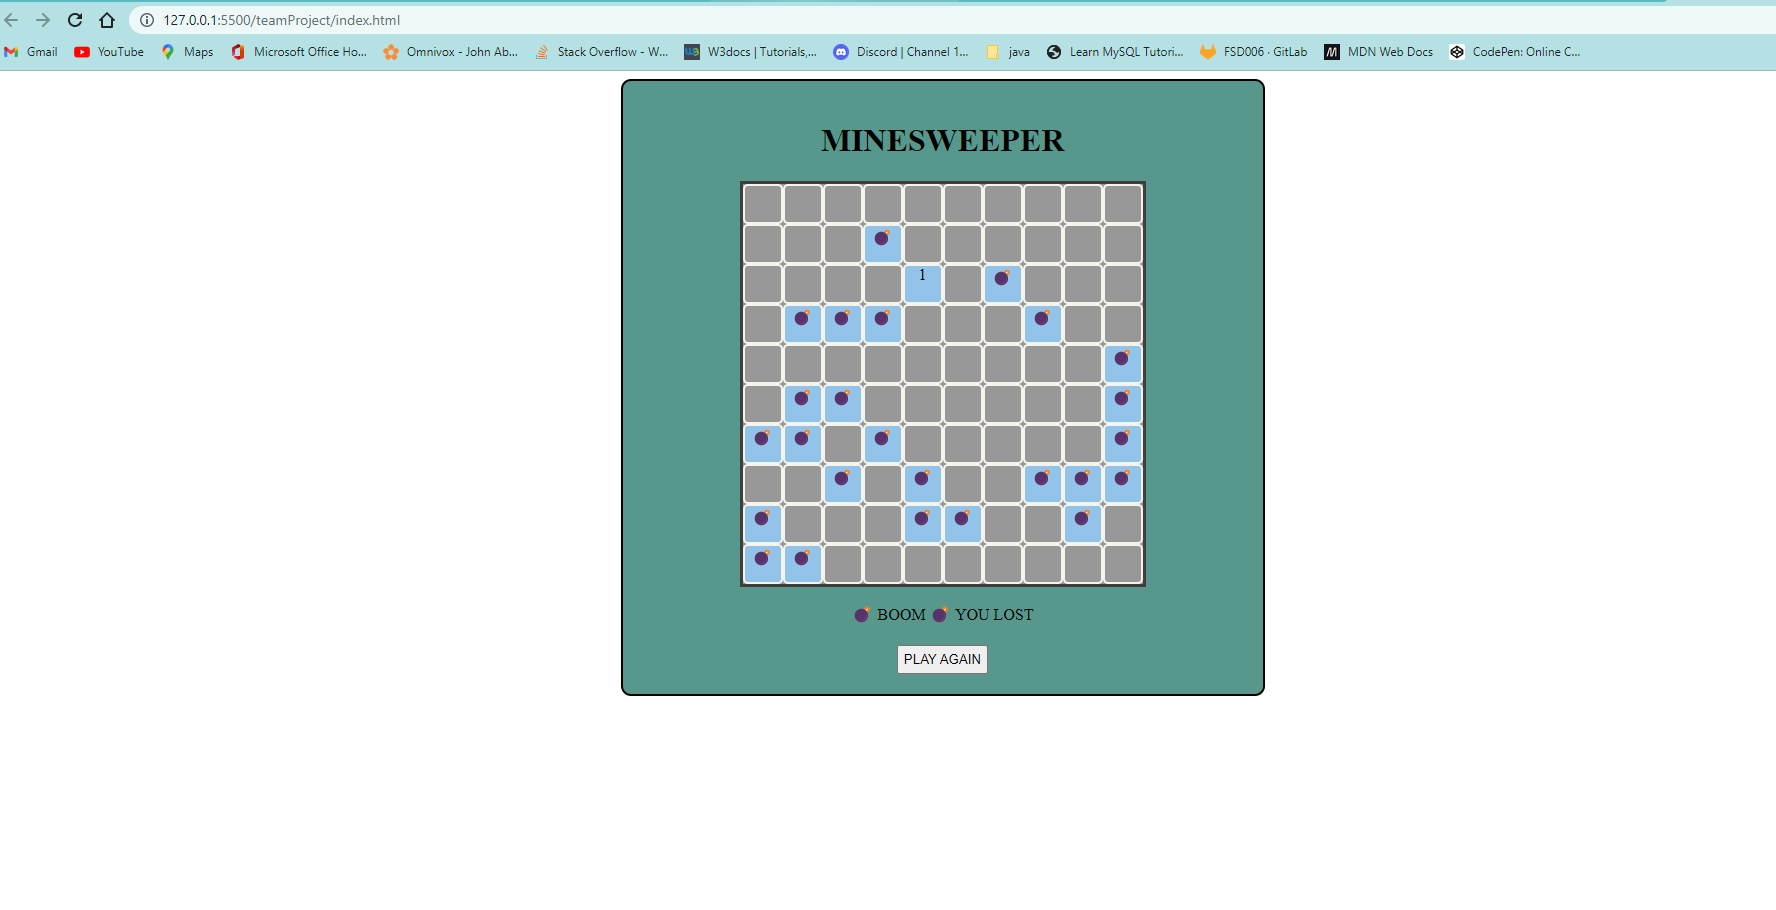 127.0.0.1:5500/teamProject/index.html
Gmail YouTube Maps Microsoft Office Ho... Omnivox - John Ab... Stack Overflow - W... W3docs | Tutorials,... Discord | Channel 1... java Learn MySQL Tutori... FSD006 · GitLab MDN Web Docs CodePen: Online C...
MINESWEEPER
1
💣 BOOM 💣 YOU LOST
PLAY AGAIN